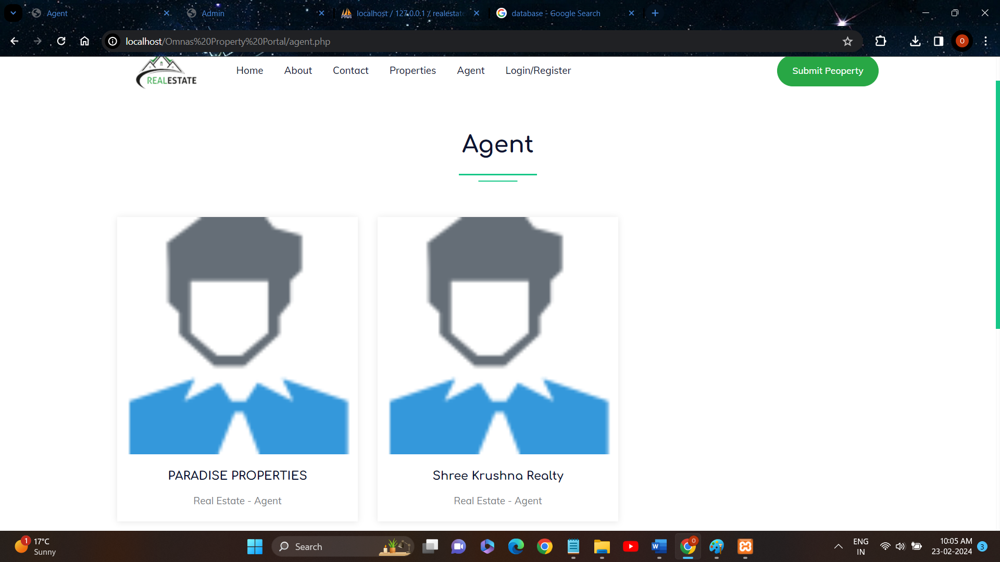 Agent
Admin
localhost / 127.0.0.1 / realestate
database - Google Search
localhost/Omnas%20Property%20Portal/agent.php
O
REALESTATE
Home
About
Contact
Properties
Agent
Login/Register
Submit Peoperty
Agent
PARADISE PROPERTIES
Real Estate - Agent
Shree Krushna Realty
Real Estate - Agent
1
17°C
Sunny
Search
W
O
ENG
IN
10:05 AM
23-02-2024
3